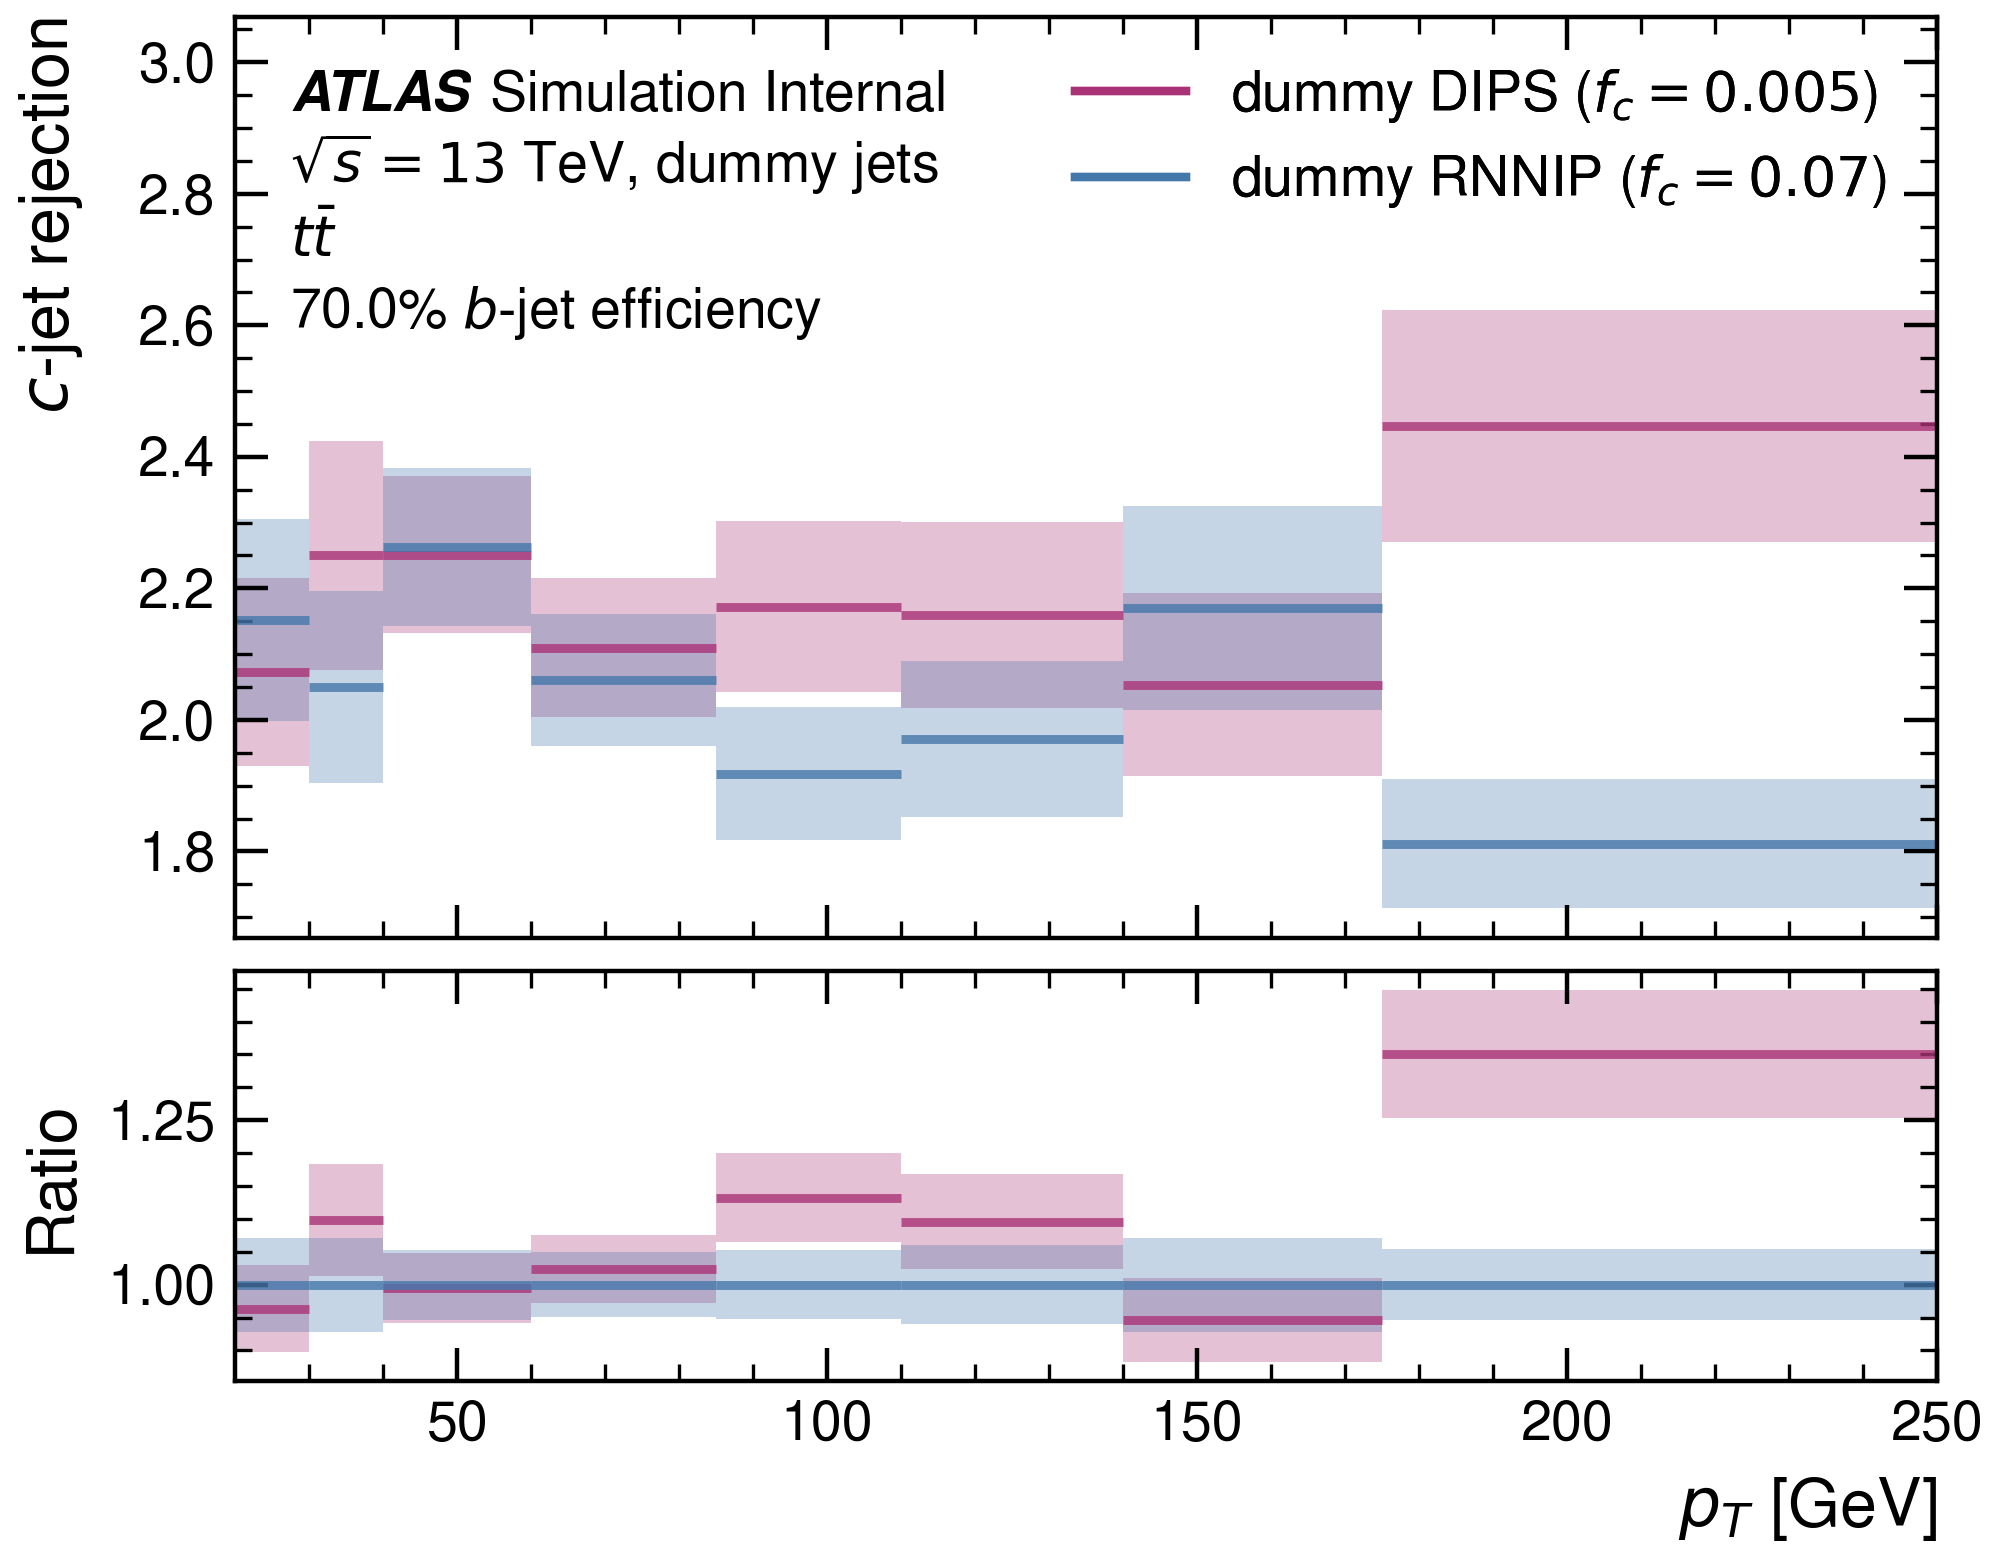 c-jet rejection
3.0
2.8
2.6
2.4
2.2
2.0
1.8
ATLAS Simulation Internal
√s = 13 TeV, dummy jets
tt̄
70.0% b-jet efficiency
dummy DIPS (f_c = 0.005)
dummy RNNIP (f_c = 0.07)
Ratio
1.25
1.00
50 100 150 200 250
p_T [GeV]